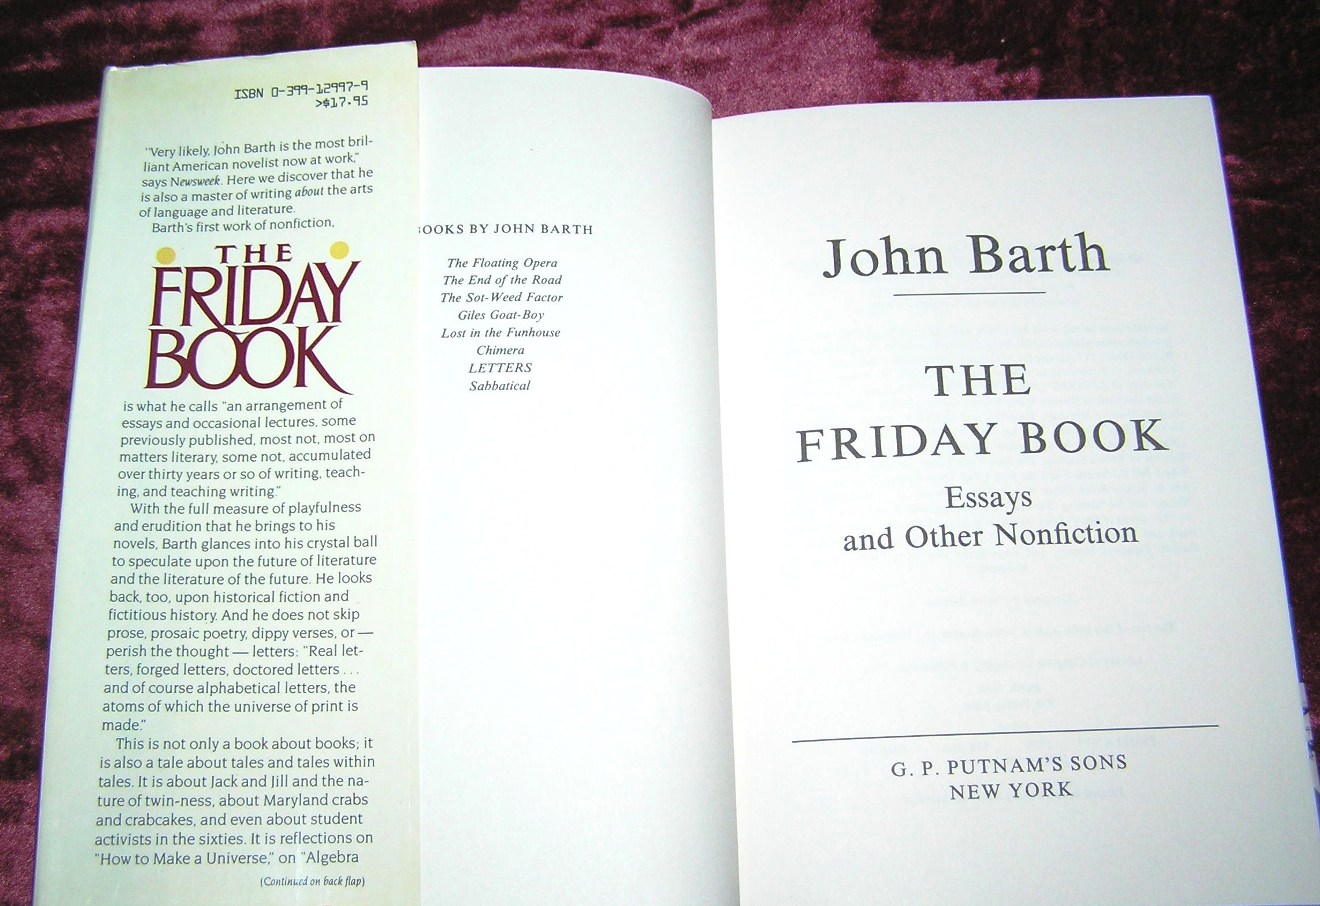 ISBN 0-399-12997-9
>$17.95
"Very likely, John Barth is the most bril-
liant American novelist now at work,"
says Newsweek. Here we discover that he
is also a master of writing about the arts
of language and literature.
Barth's first work of nonfiction,
THE
FRIDAY
BOOK
is what he calls "an arrangement of
essays and occasional lectures, some
previously published, most not, most on
matters literary, some not, accumulated
over thirty years or so of writing, teach-
ing, and teaching writing."
With the full measure of playfulness
and erudition that he brings to his
novels, Barth glances into his crystal ball
to speculate upon the future of literature
and the literature of the future. He looks
back, too, upon historical fiction and
fictitious history. And he does not skip
prose, prosaic poetry, dippy verses, or—
perish the thought— letters: "Real let-
ters, forged letters, doctored letters . . .
and of course alphabetical letters, the
atoms of which the universe of print is
made."
This is not only a book about books; it
is also a tale about tales and tales within
tales. It is about Jack and Jill and the na-
ture of twin-ness, about Maryland crabs
and crabcakes, and even about student
activists in the sixties. It is reflections on
"How to Make a Universe," on "Algebra
(Continued on back flap)
BOOKS BY JOHN BARTH
The Floating Opera
The End of the Road
The Sot-Weed Factor
Giles Goat-Boy
Lost in the Funhouse
Chimera
LETTERS
Sabbatical
John Barth
THE
FRIDAY BOOK
Essays
and Other Nonfiction
G. P. PUTNAM'S SONS
NEW YORK